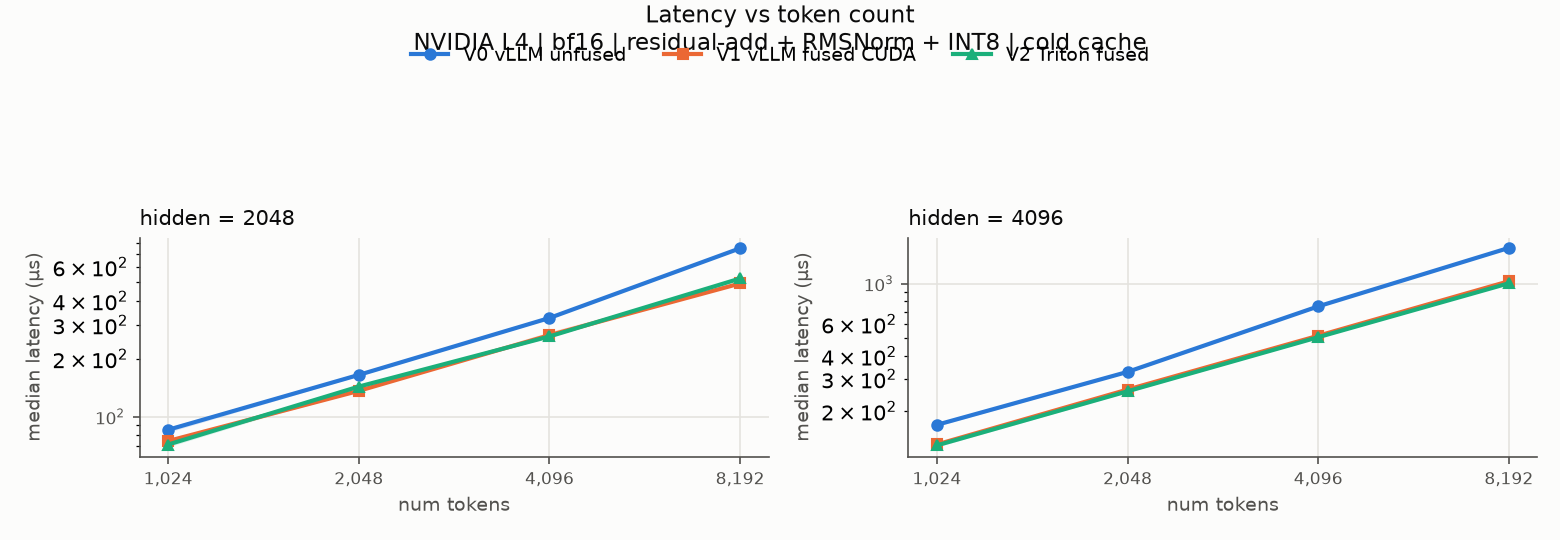 Latency vs token count
NVIDIA L4 | bf16 | residual-add + RMSNorm + INT8 | cold cache
V0 vLLM unfused
V1 vLLM fused CUDA
V2 Triton fused
hidden = 2048
median latency (µs)
6 × 10²
4 × 10²
3 × 10²
2 × 10²
10²
1,024
2,048
4,096
8,192
num tokens
hidden = 4096
median latency (µs)
10³
6 × 10²
4 × 10²
3 × 10²
2 × 10²
1,024
2,048
4,096
8,192
num tokens